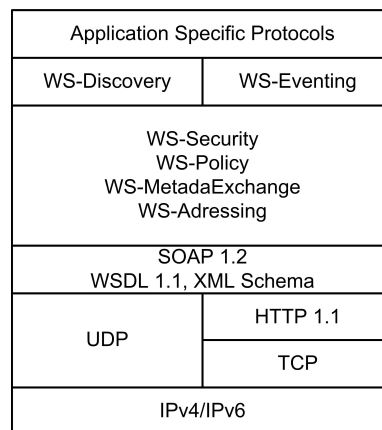 Application Specific Protocols
WS-Discovery
WS-Eventing
WS-Security
WS-Policy
WS-MetadaExchange
WS-Adressing
SOAP 1.2
WSDL 1.1, XML Schema
UDP
HTTP 1.1
TCP
IPv4/IPv6